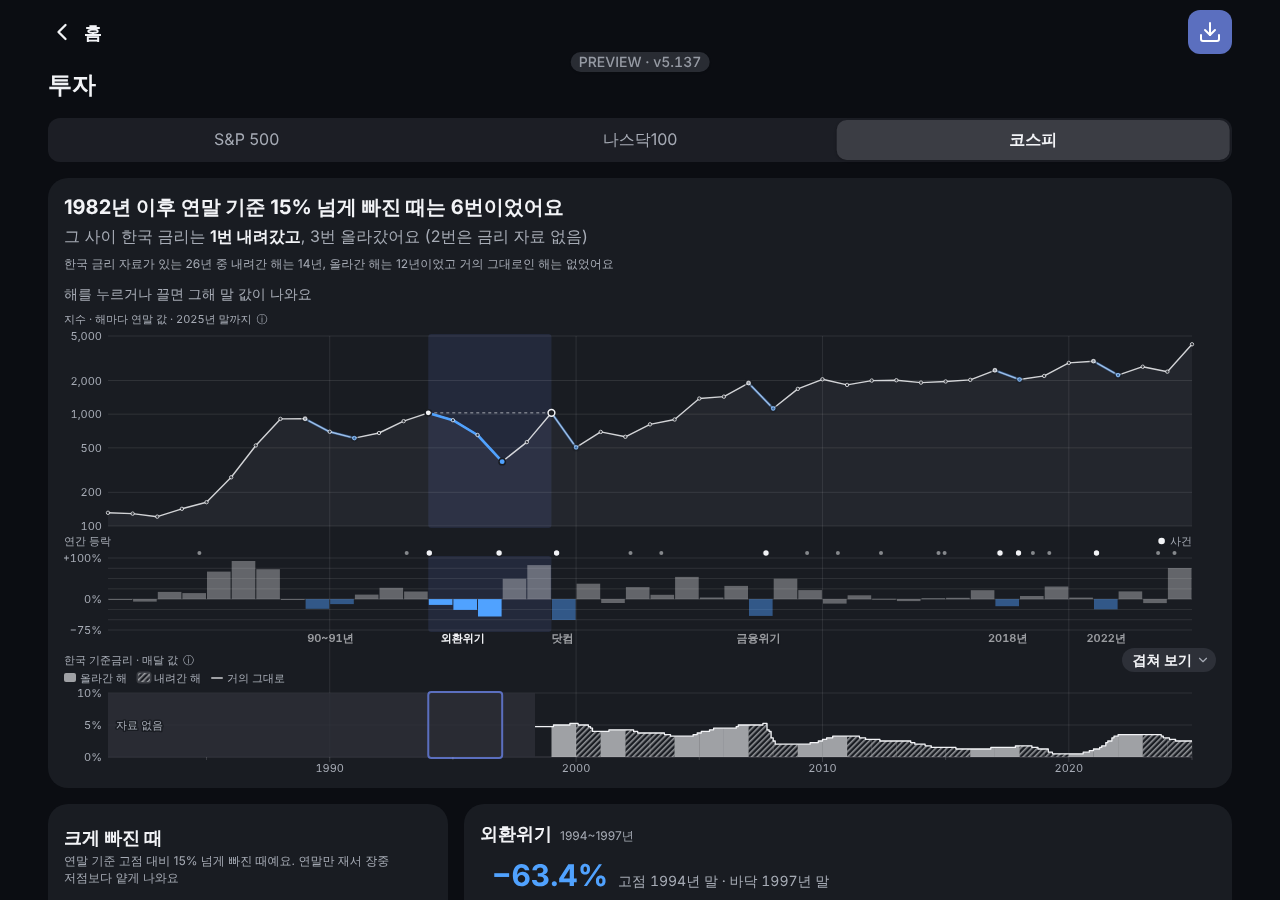 홈
PREVIEW · v5.137
투자
S&P 500 나스닥100 코스피
1982년 이후 연말 기준 15% 넘게 빠진 때는 6번이었어요
그 사이 한국 금리는 1번 내려갔고, 3번 올라갔어요 (2번은 금리 자료 없음)
한국 금리 자료가 있는 26년 중 내려간 해는 14년, 올라간 해는 12년이었고 거의 그대로인 해는 없었어요
해를 누르거나 끌면 그해 말 값이 나와요
지수 · 해마다 연말 값 · 2025년 말까지 ⓘ
5,000
2,000
1,000
500
200
100
연간 등락 사건
+100%
0%
−75%
90~91년 외환위기 닷컴 금융위기 2018년 2022년
한국 기준금리 · 매달 값 ⓘ 겹쳐 보기
올라간 해 내려간 해 거의 그대로
10%
5% 자료 없음
0%
1990 2000 2010 2020
크게 빠진 때
연말 기준 고점 대비 15% 넘게 빠진 때예요. 연말만 재서 장중
저점보다 얕게 나와요
외환위기 1994~1997년
−63.4% 고점 1994년 말 · 바닥 1997년 말